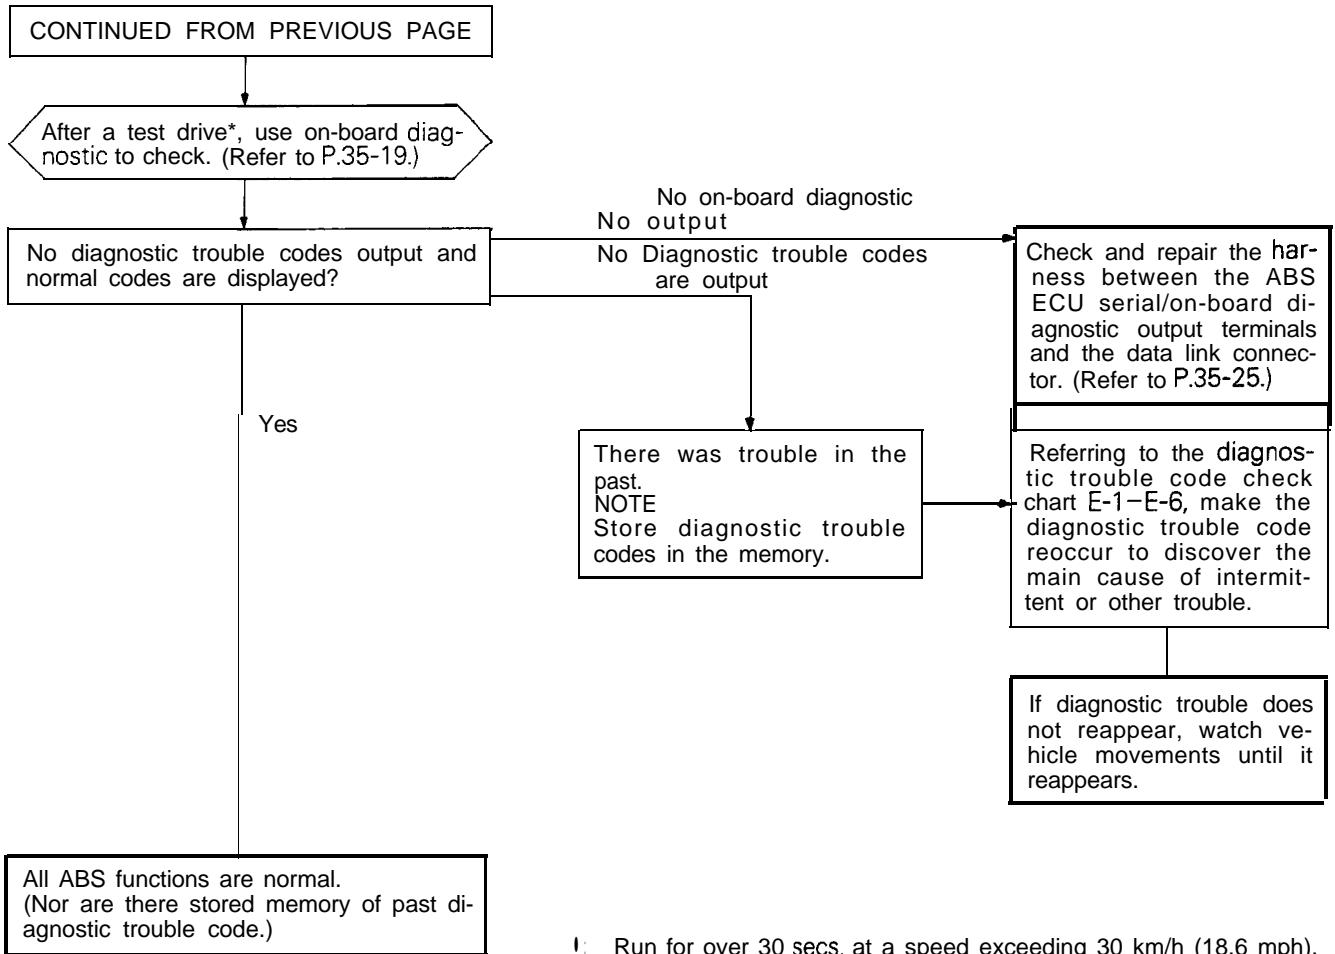 CONTINUED FROM PREVIOUS PAGE
After a test drive*, use on-board diag-
nostic to check. (Refer to P.35-19.)
No diagnostic trouble codes output and
normal codes are displayed?
No on-board diagnostic
No output
No Diagnostic trouble codes
are output
Check and repair the har-
ness between the ABS
ECU serial/on-board di-
agnostic output terminals
and the data link connec-
tor. (Refer to P.35-25.)
Yes
There was trouble in the
past.
NOTE
Store diagnostic trouble
codes in the memory.
Referring to the diagnos-
tic trouble code check
chart E-1-E-6, make the
diagnostic trouble code
reoccur to discover the
main cause of intermit-
tent or other trouble.
If diagnostic trouble does
not reappear, watch ve-
hicle movements until it
reappears.
All ABS functions are normal.
(Nor are there stored memory of past di-
agnostic trouble code.)
Run for over 30 secs. at a speed exceeding 30 km/h (18.6 mph).